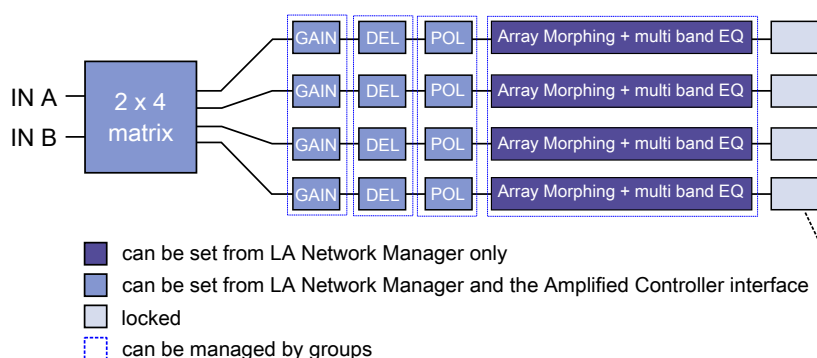 GAIN DEL POL Array Morphing + multi band EQ
IN A
2 x 4
matrix
GAIN DEL POL Array Morphing + multi band EQ
IN B
GAIN DEL POL Array Morphing + multi band EQ
GAIN DEL POL Array Morphing + multi band EQ
can be set from LA Network Manager only
can be set from LA Network Manager and the Amplified Controller interface
locked
can be managed by groups